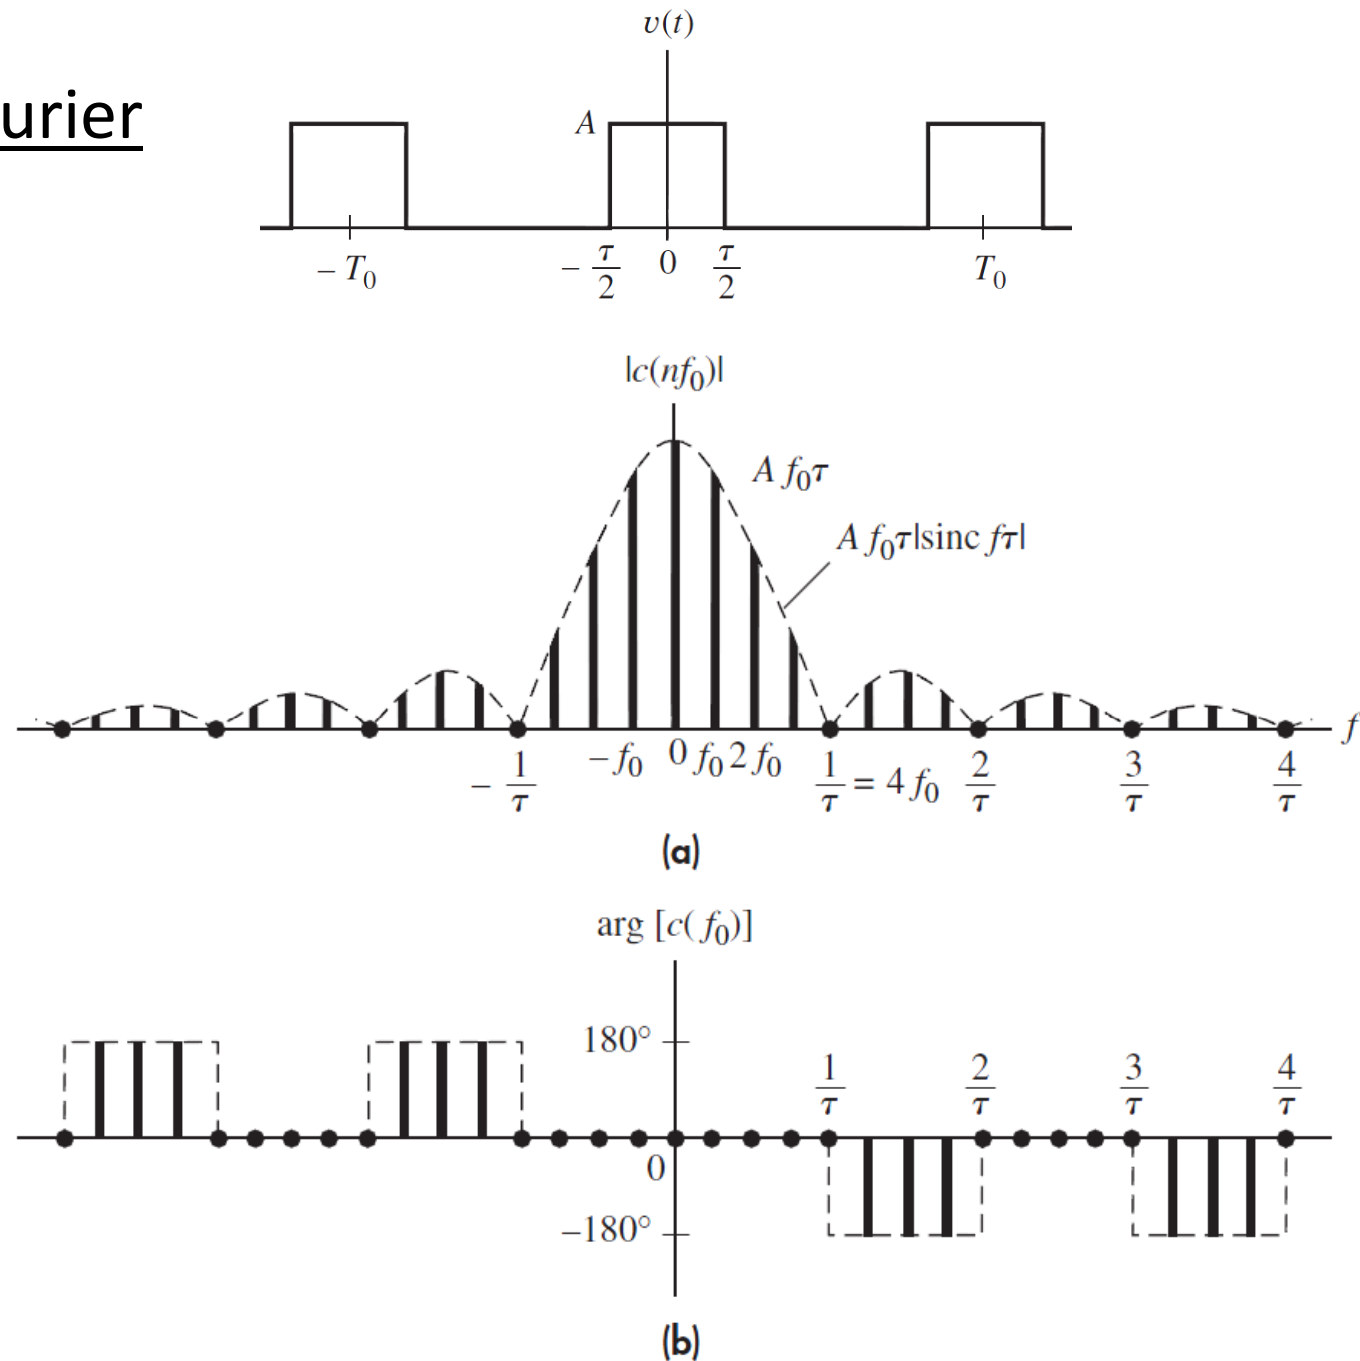 v(t)
urier
A
– T₀ – τ/2 0 τ/2 T₀
|c(nf₀)|
A f₀τ
A f₀τ|sinc fτ|
f
–f₀ 0 f₀ 2 f₀
– 1/τ 1/τ = 4 f₀ 2/τ 3/τ 4/τ
(a)
arg [c( f₀)]
180°
1/τ 2/τ 3/τ 4/τ
0
–180°
(b)